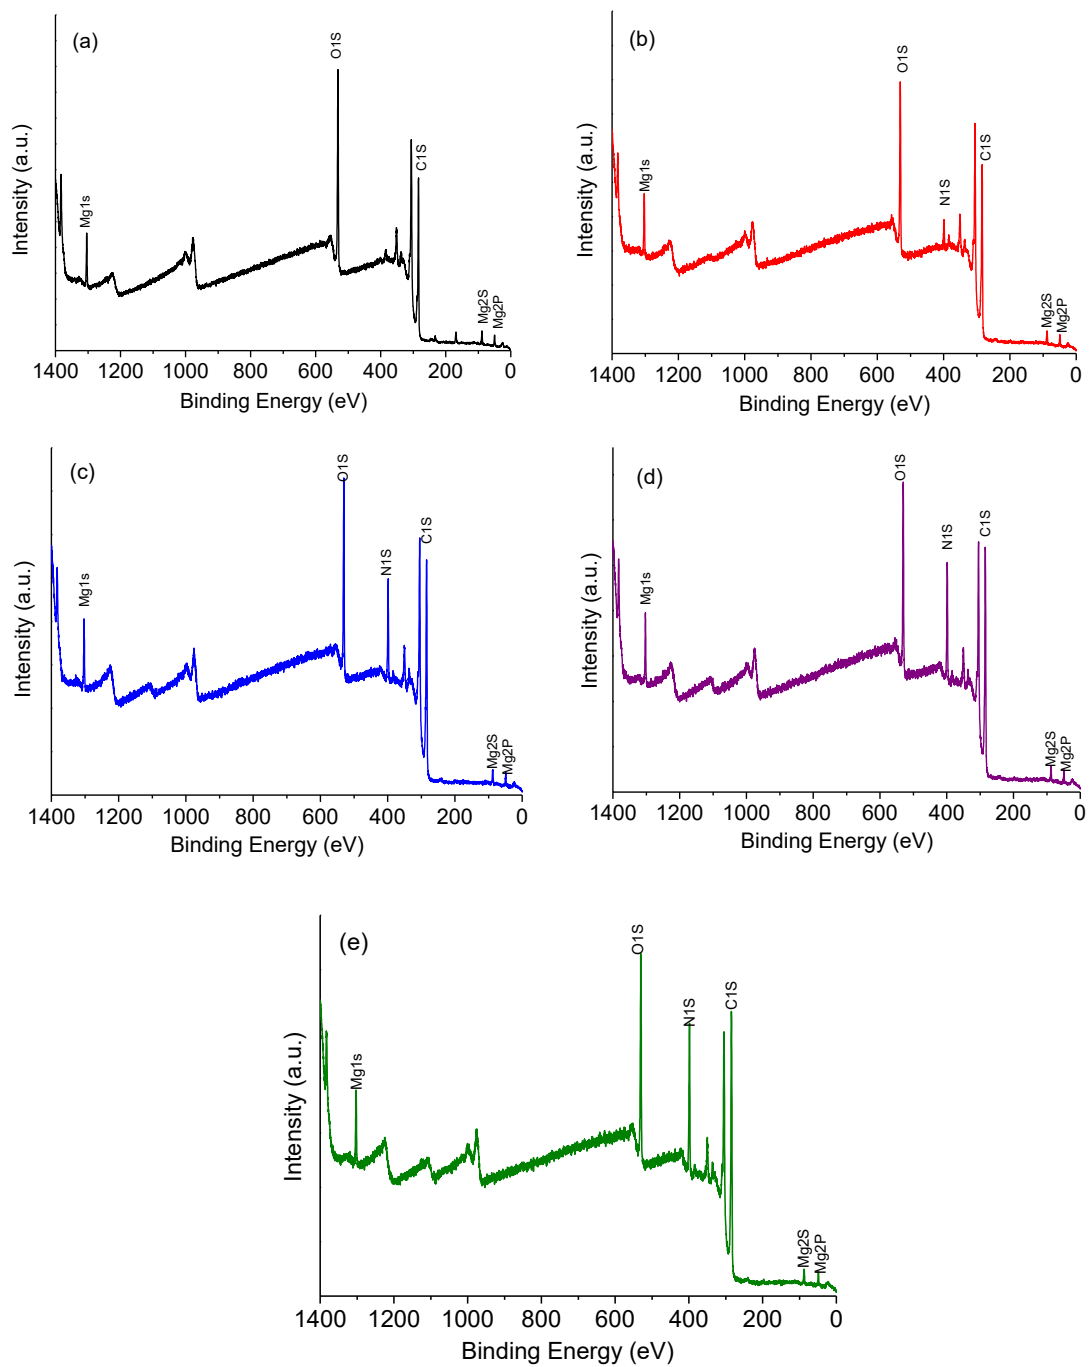 (a)
O1S
C1S
Mg1s
Mg2S
Mg2P
Intensity (a.u.)
1400 1200 1000 800 600 400 200 0
Binding Energy (eV)
(b)
O1S
C1S
Mg1s
N1S
Mg2S
Mg2P
Intensity (a.u.)
1400 1200 1000 800 600 400 200 0
Binding Energy (eV)
(c)
O1S
C1S
N1S
Mg1s
Mg2S
Mg2P
Intensity (a.u.)
1400 1200 1000 800 600 400 200 0
Binding Energy (eV)
(d)
O1S
C1S
N1S
Mg1s
Mg2S
Mg2P
Intensity (a.u.)
1400 1200 1000 800 600 400 200 0
Binding Energy (eV)
(e)
O1S
C1S
N1S
Mg1s
Mg2S
Mg2P
Intensity (a.u.)
1400 1200 1000 800 600 400 200 0
Binding Energy (eV)